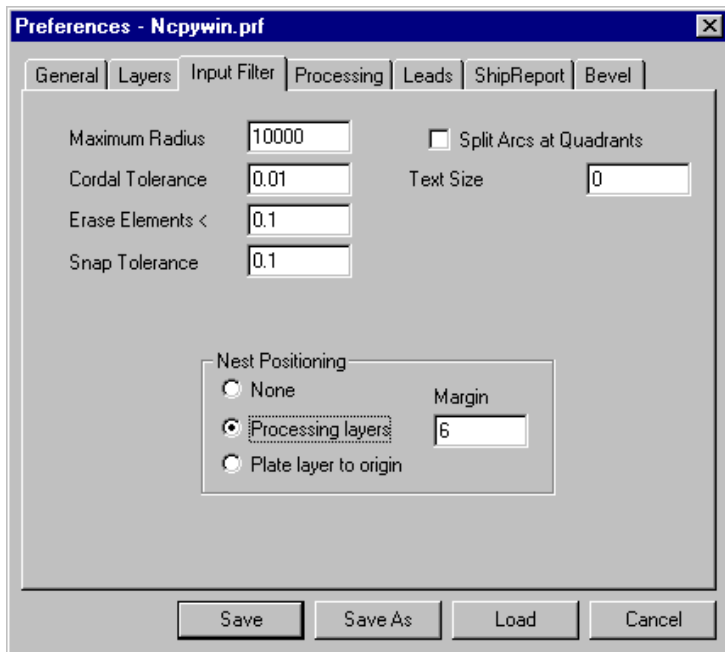 Preferences - Ncpywin.prf
General Layers Input Filter Processing Leads ShipReport Bevel
Maximum Radius 10000 Split Arcs at Quadrants
Cordal Tolerance 0.01 Text Size 0
Erase Elements < 0.1
Snap Tolerance 0.1
Nest Positioning
None
Margin
Processing layers 6
Plate layer to origin
Save Save As Load Cancel